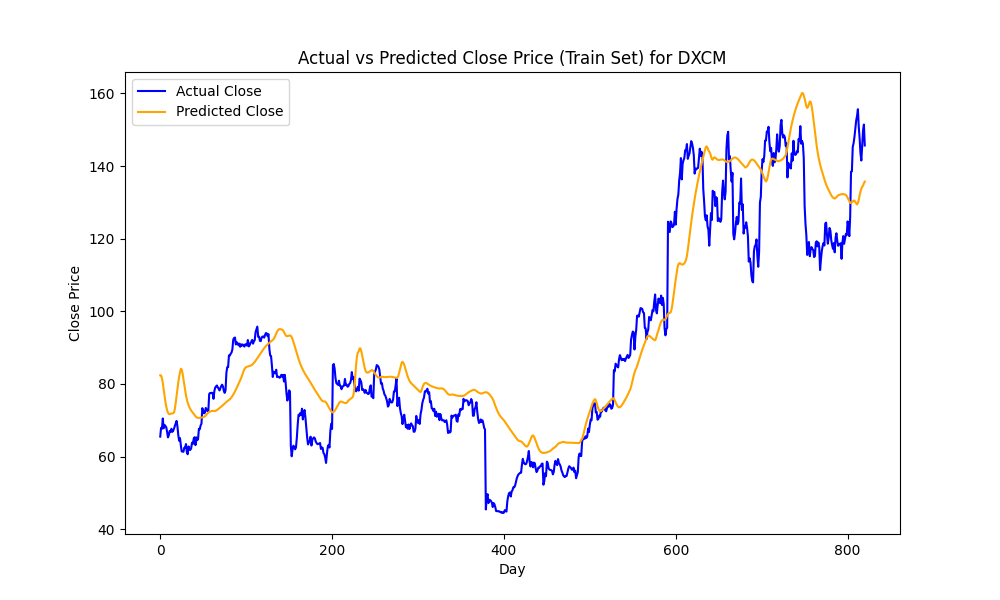 Actual vs Predicted Close Price (Train Set) for DXCM
Actual Close
Predicted Close
Close Price
160
140
120
100
80
60
40
0 200 400 600 800
Day